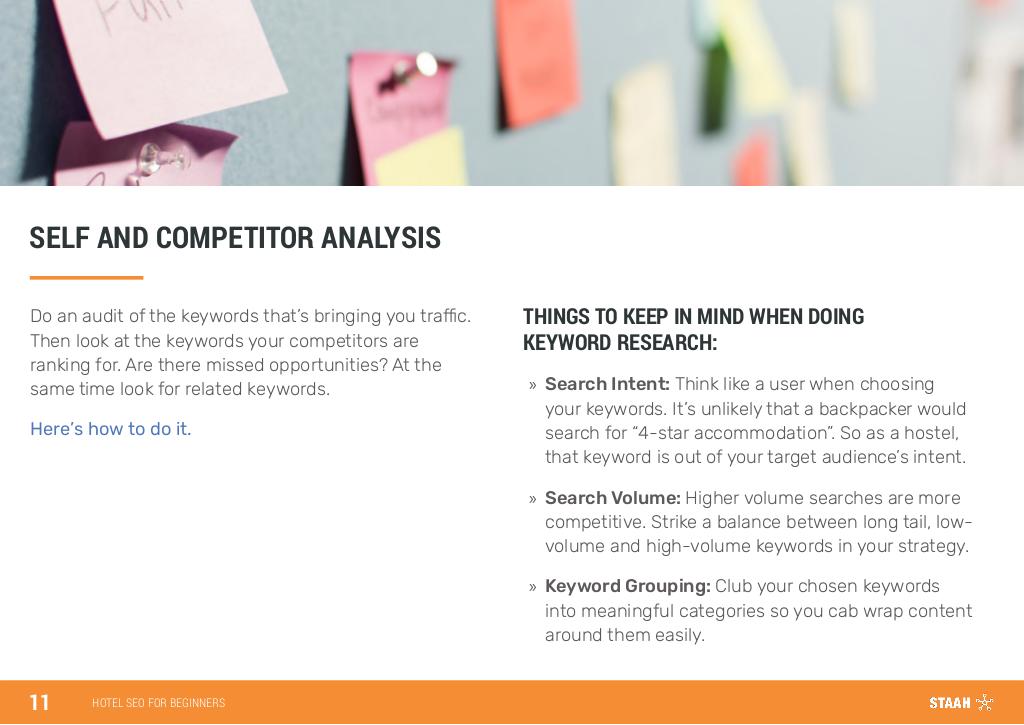 SELF AND COMPETITOR ANALYSIS
Do an audit of the keywords that's bringing you traffic.
Then look at the keywords your competitors are
ranking for. Are there missed opportunities? At the
same time look for related keywords.
Here's how to do it.
THINGS TO KEEP IN MIND WHEN DOING
KEYWORD RESEARCH:
» Search Intent: Think like a user when choosing
your keywords. It's unlikely that a backpacker would
search for "4-star accommodation". So as a hostel,
that keyword is out of your target audience's intent.
» Search Volume: Higher volume searches are more
competitive. Strike a balance between long tail, low-
volume and high-volume keywords in your strategy.
» Keyword Grouping: Club your chosen keywords
into meaningful categories so you cab wrap content
around them easily.
11 HOTEL SEO FOR BEGINNERS
STAAH